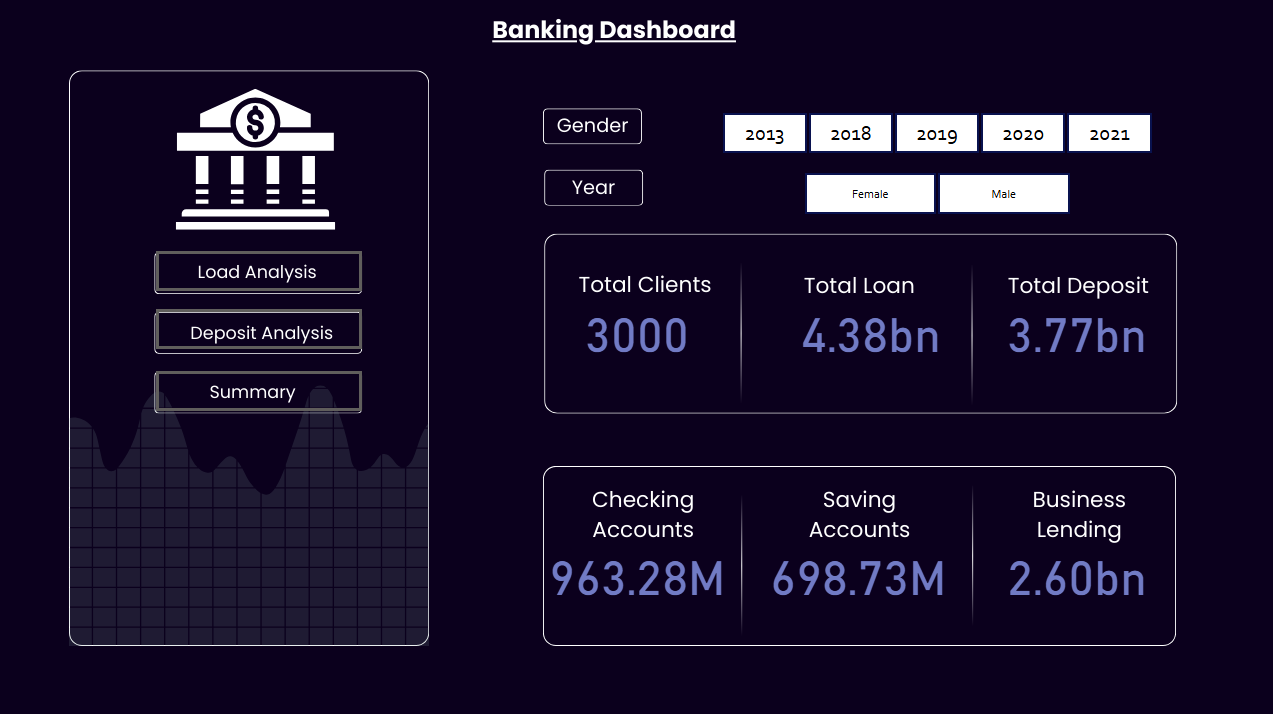 Banking Dashboard
$
Load Analysis
Deposit Analysis
Summary
Gender
2013 2018 2019 2020 2021
Year
Female Male
Total Clients Total Loan Total Deposit
3000 4.38bn 3.77bn
Checking Saving Business
Accounts Accounts Lending
963.28M 698.73M 2.60bn